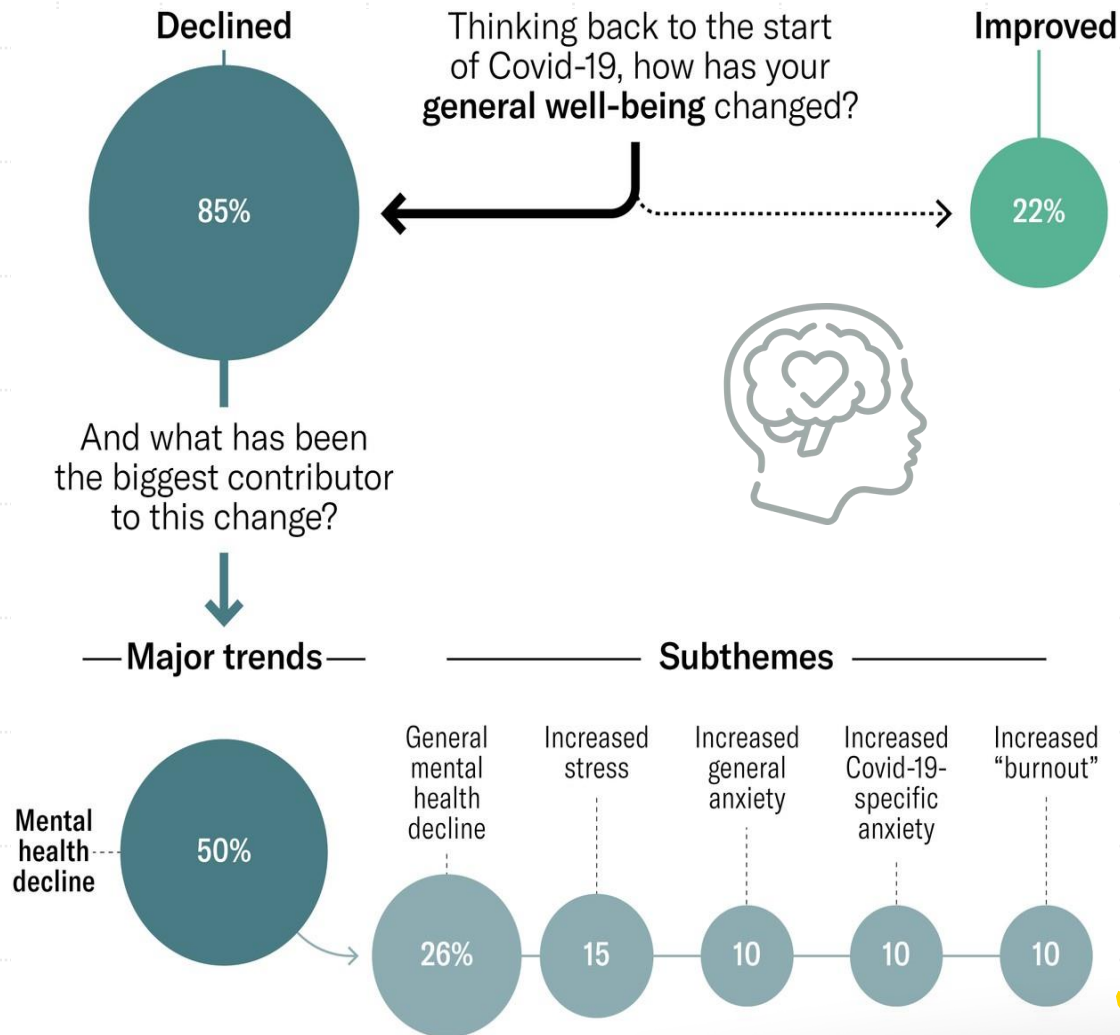 Declined
Thinking back to the start
of Covid-19, how has your
general well-being changed?
Improved
85%
22%
And what has been
the biggest contributor
to this change?
Major trends
Subthemes
Mental
health
decline
50%
General
mental
health
decline
Increased
stress
Increased
general
anxiety
Increased
Covid-19-
specific
anxiety
Increased
“burnout”
26%
15
10
10
10